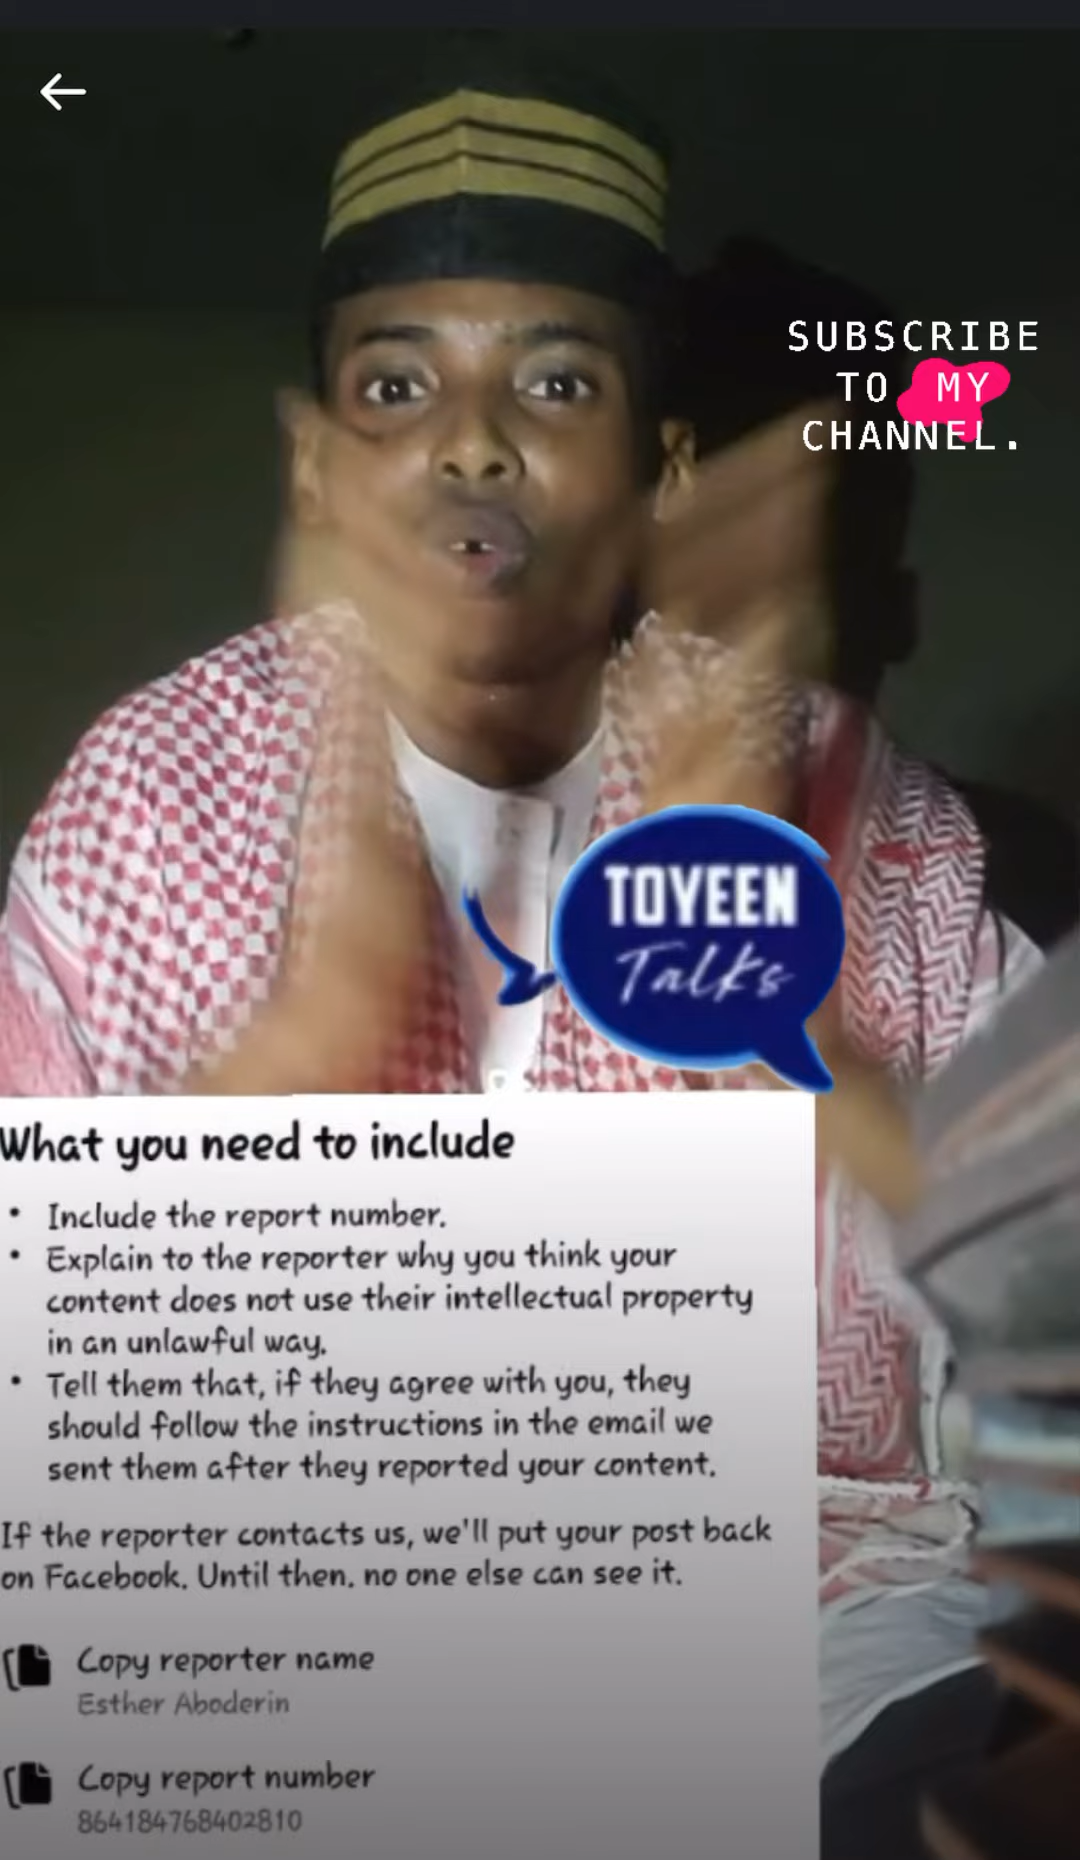 SUBSCRIBE
TO MY
CHANNEL.
TOYEEN
Talks
What you need to include
• Include the report number.
• Explain to the reporter why you think your
content does not use their intellectual property
in an unlawful way.
• Tell them that, if they agree with you, they
should follow the instructions in the email we
sent them after they reported your content.
If the reporter contacts us, we'll put your post back
on Facebook. Until then. no one else can see it.
Copy reporter name
Esther Aboderin
Copy report number
864184768402810